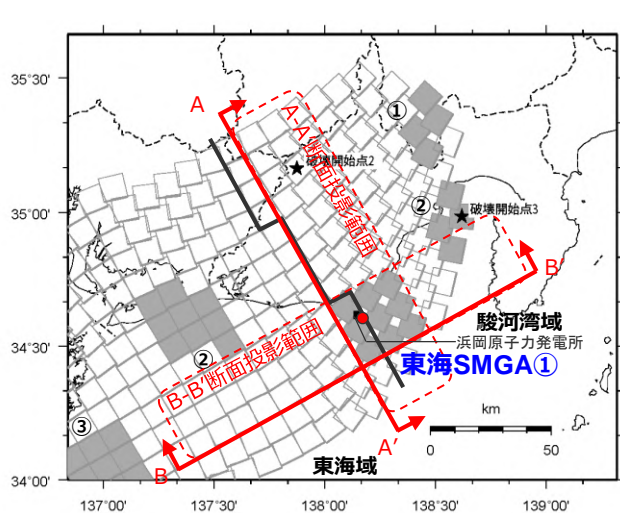 35°30'
35°00'
34°30'
34°00'
137°00'
137°30'
138°00'
138°30'
139°00'
A
A-A'断面投影範囲
①
破壊開始点2
②
破壊開始点3
B'
駿河湾域
浜岡原子力発電所
東海SMGA①
②
B-B'断面投影範囲
③
km
0
50
A'
B
東海域